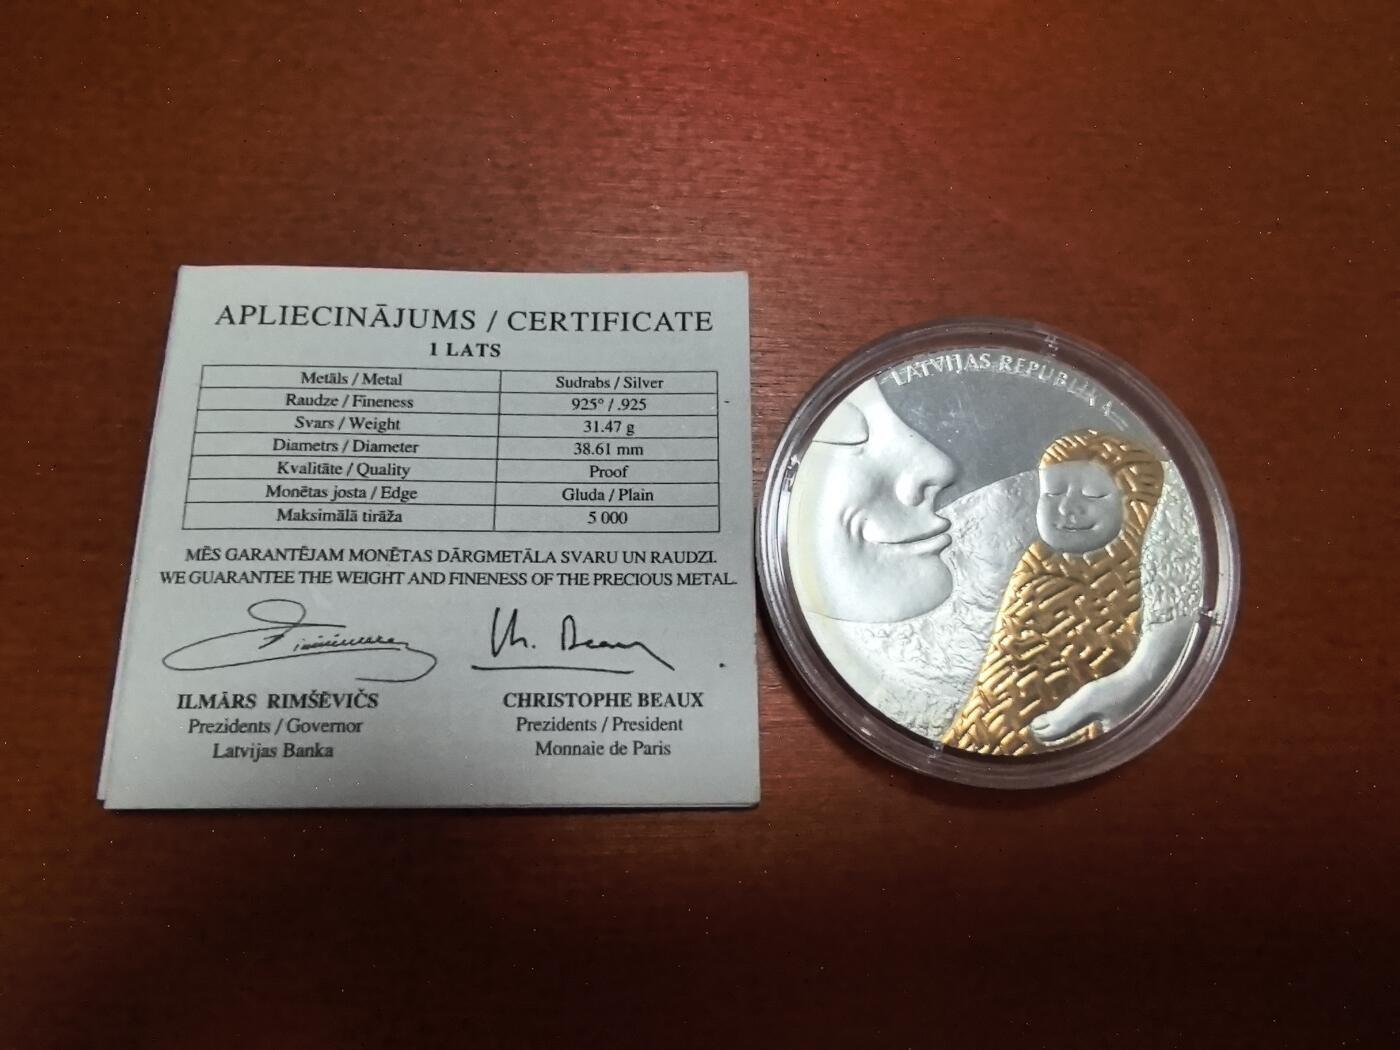 APLIECINĀJUMS / CERTIFICATE
1 LATS
Metāls / Metal Sudrabs / Silver
Raudze / Fineness 925° / .925
Svars / Weight 31.47 g
Diametrs / Diameter 38.61 mm
Kvalitāte / Quality Proof
Monētas josta / Edge Gluda / Plain
Maksimālā tirāža 5 000
MĒS GARANTĒJAM MONĒTAS DĀRGMETĀLA SVARU UN RAUDZI.
WE GUARANTEE THE WEIGHT AND FINENESS OF THE PRECIOUS METAL.
Ch. Beaux
ILMĀRS RIMŠĒVIČS CHRISTOPHE BEAUX
Prezidents / Governor Prezidents / President
Latvijas Banka Monnaie de Paris
LATVIJAS REPUBLIKA